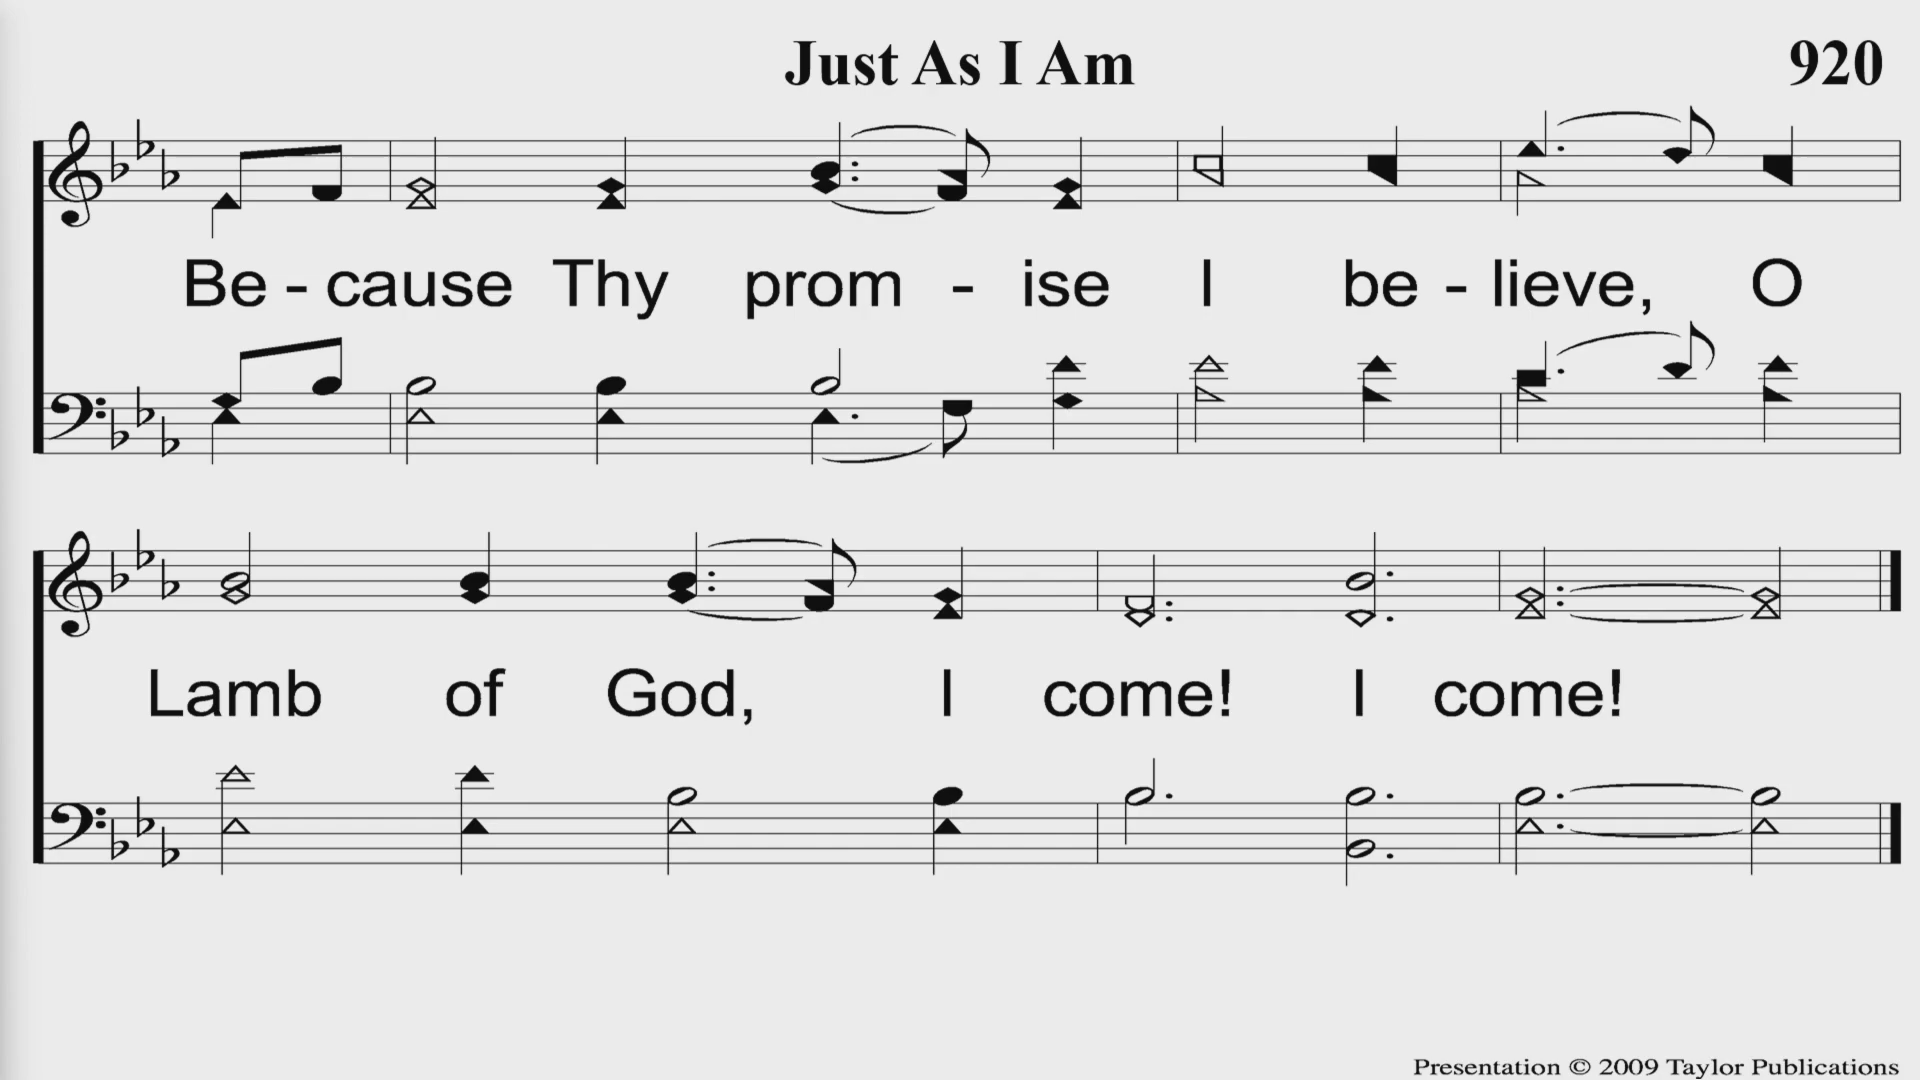 Just As I Am
920
Be - cause Thy prom - ise I be - lieve, O
Lamb of God, I come! I come!
Presentation © 2009 Taylor Publications